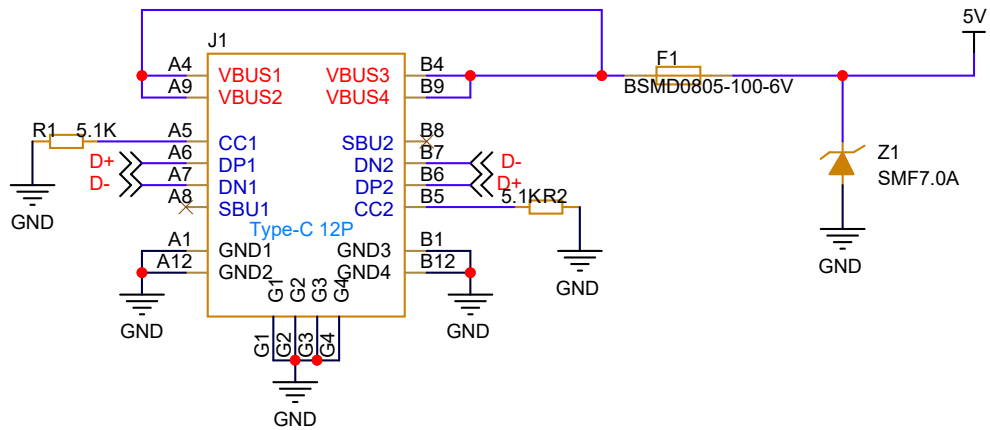 5V
J1
A4 VBUS1 VBUS3 B4
F1
A9 VBUS2 VBUS4 B9
BSMD0805-100-6V
R1 5.1K A5 CC1 SBU2 B8
D+ A6 DP1 DN2 B7 D-
Z1
D- A7 DN1 DP2 B6 D+
SMF7.0A
A8 SBU1 CC2 B5 5.1K R2
GND
Type-C 12P
A1 GND1 GND3 B1
A12 GND2 GND4 B12
GND
GND
G1 G2 G3 G4
GND
GND
G1 G2 G3 G4
GND